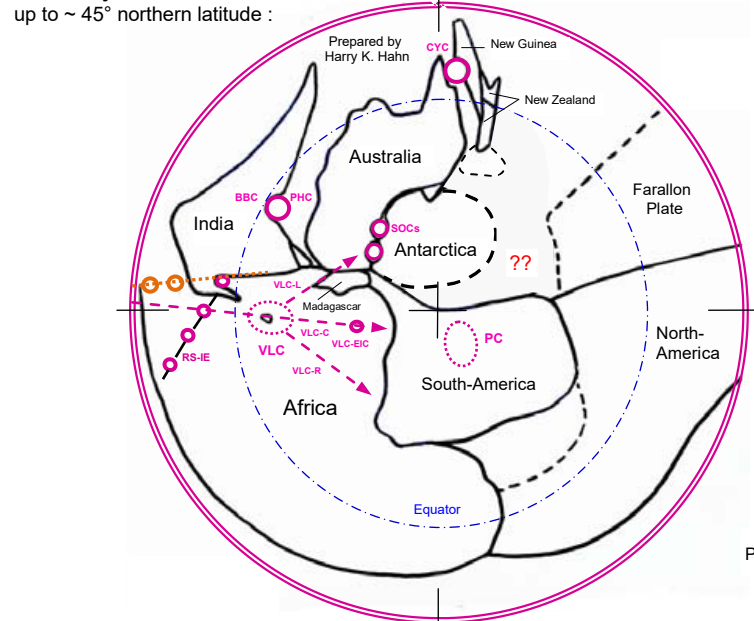 up to ~ 45° northern latitude :
Prepared by
Harry K. Hahn
CYC
New Guinea
New Zealand
Australia
Farallon
Plate
BBC
PHC
India
SOCs
Antarctica
??
VLC-L
Madagascar
VLC-C
VLC-EIC
PC
North-
America
RS-IE
VLC
VLC-R
South-America
Africa
Equator
P